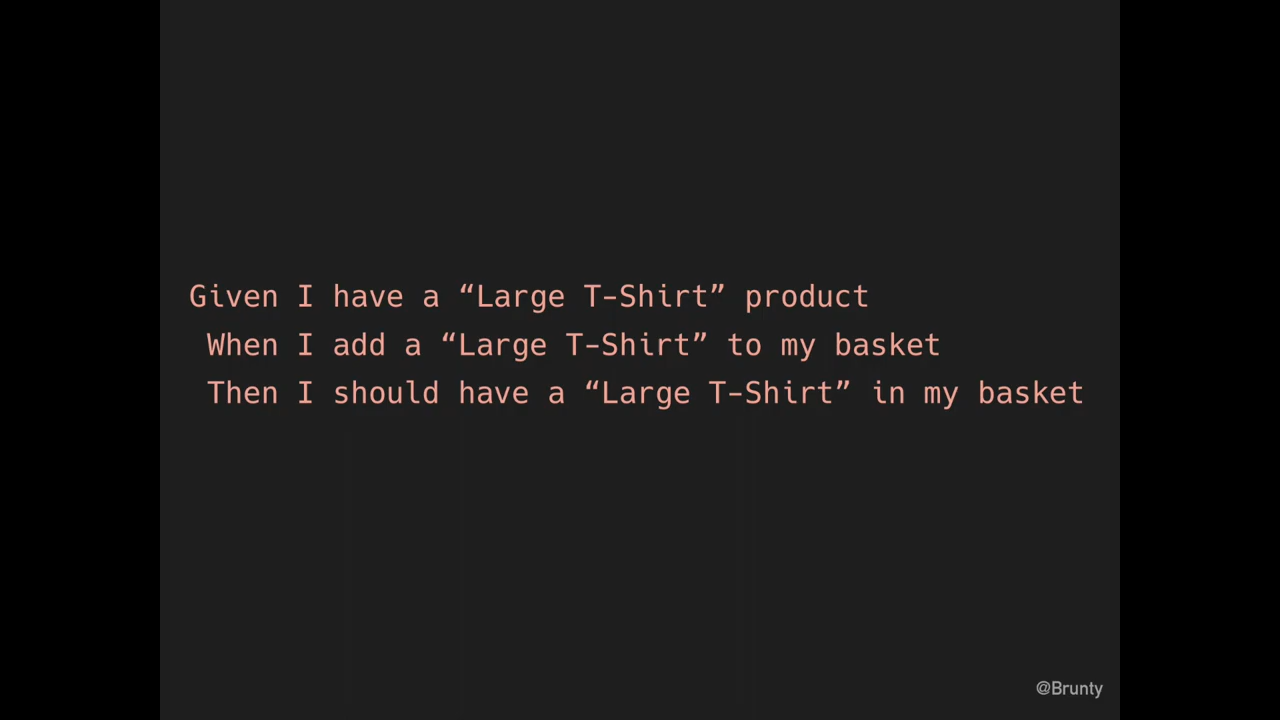 Given I have a “Large T-Shirt” product
When I add a “Large T-Shirt” to my basket
Then I should have a “Large T-Shirt” in my basket
@Brunty